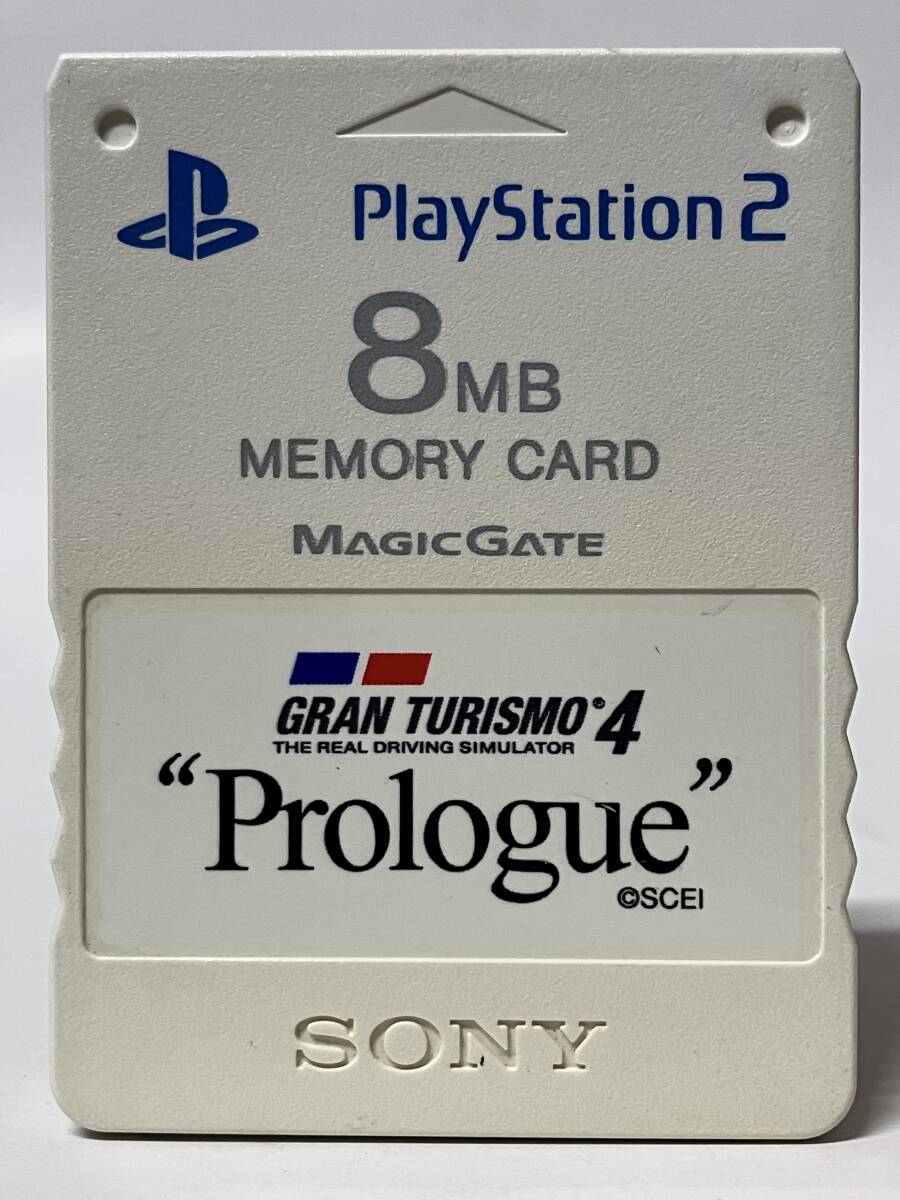 PlayStation 2
8MB
MEMORY CARD
MAGICGATE
GRAN TURISMO®4
THE REAL DRIVING SIMULATOR
“Prologue”
©SCEI
SONY